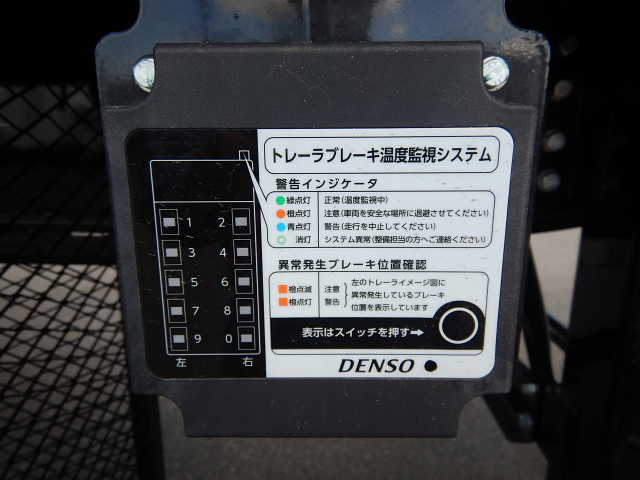 トレーラブレーキ温度監視システム
警告インジケータ
緑点灯 正常(温度監視中)
橙点灯 注意(車両を安全な場所に退避させてください)
青点灯 警告(走行を中止してください)
消灯 システム異常(整備担当の方へご連絡ください)
異常発生ブレーキ位置確認
橙点滅 注意
橙点灯 警告
左のトレーライメージ図に
異常発生しているブレーキ
位置を表示しています
表示はスイッチを押す→
DENSO
1 2
3 4
5 6
7 8
9 0
左 右